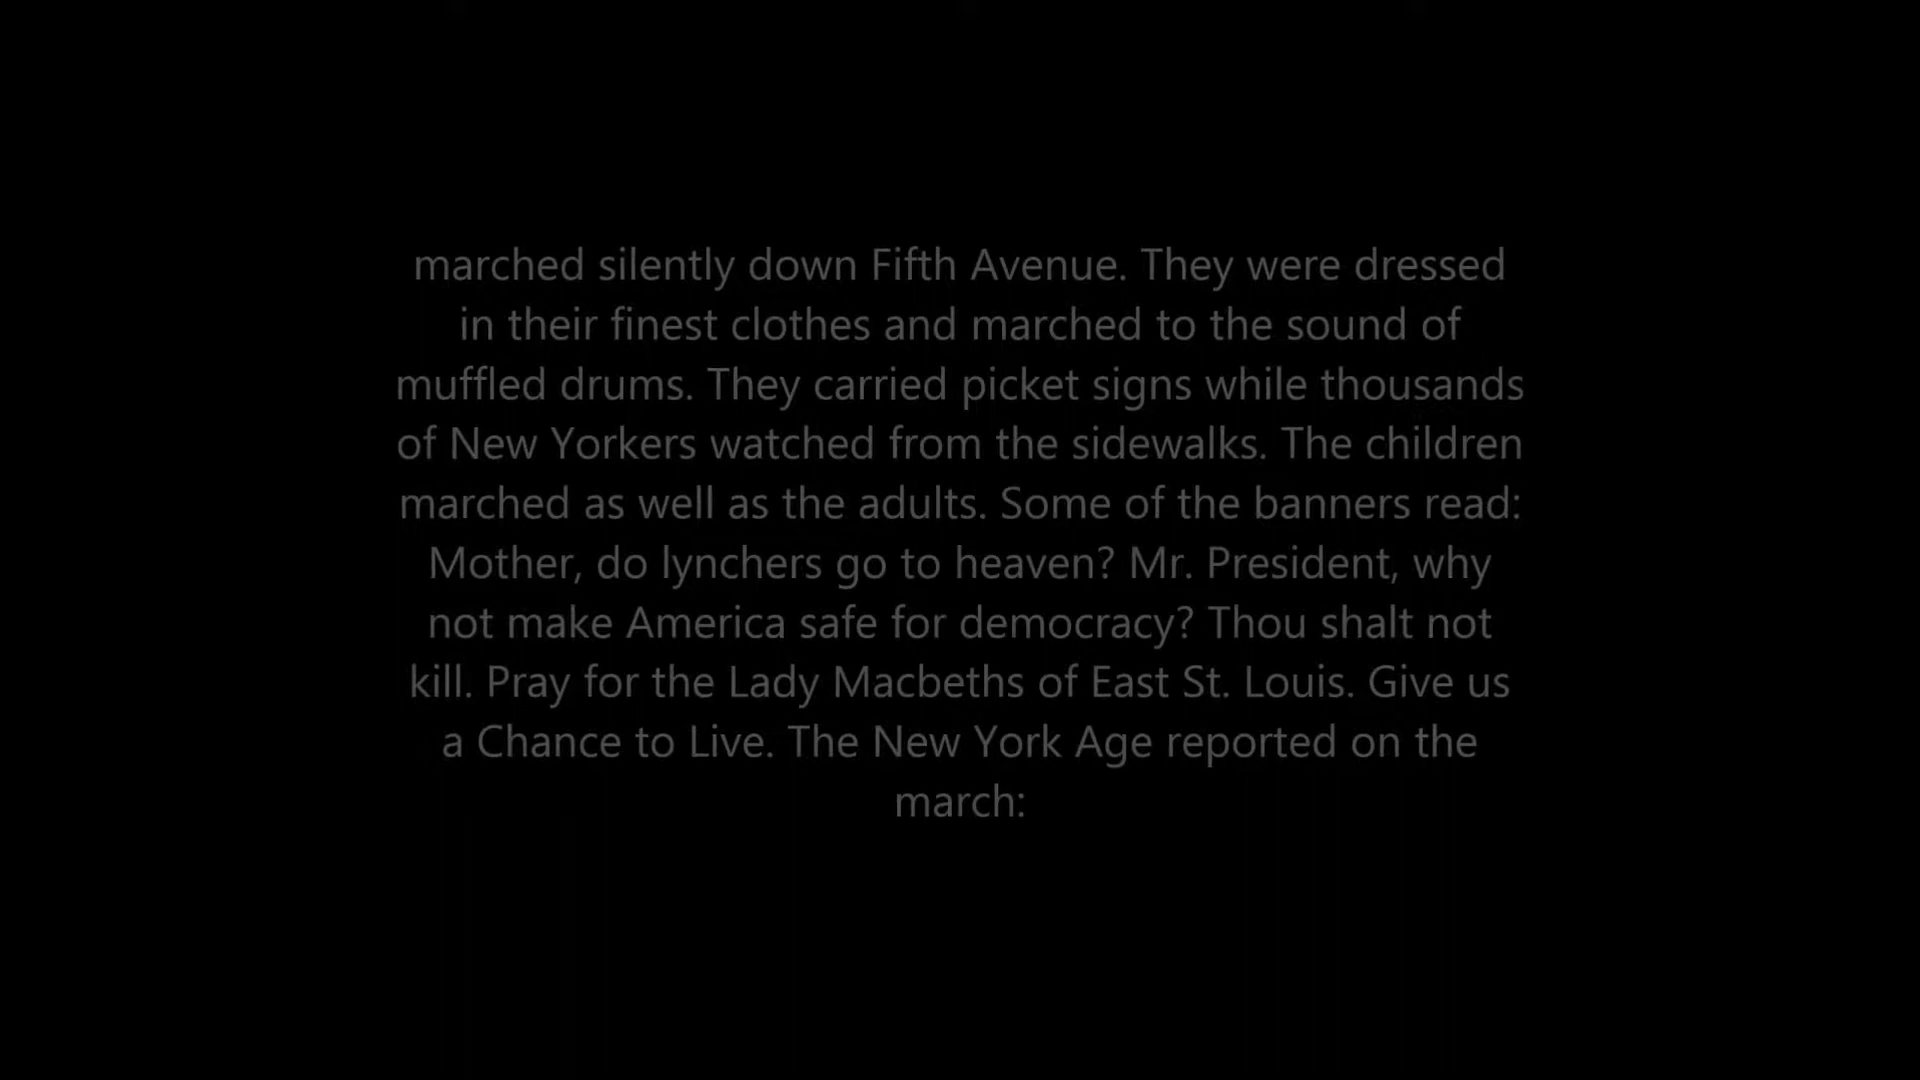 marched silently down Fifth Avenue. They were dressed
in their finest clothes and marched to the sound of
muffled drums. They carried picket signs while thousands
of New Yorkers watched from the sidewalks. The children
marched as well as the adults. Some of the banners read:
Mother, do lynchers go to heaven? Mr. President, why
not make America safe for democracy? Thou shalt not
kill. Pray for the Lady Macbeths of East St. Louis. Give us
a Chance to Live. The New York Age reported on the
march: